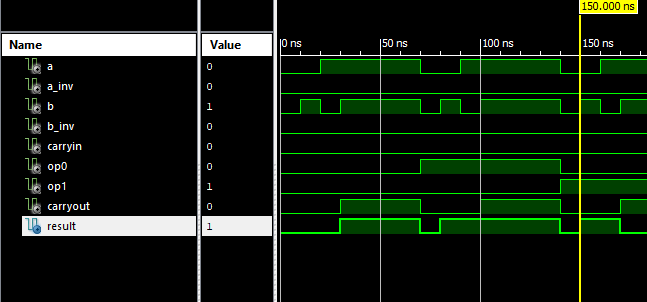 150.000 ns
Name Value
0 ns 50 ns 100 ns 150 ns
a 0
a_inv 0
b 1
b_inv 0
carryin 0
op0 0
op1 1
carryout 0
result 1